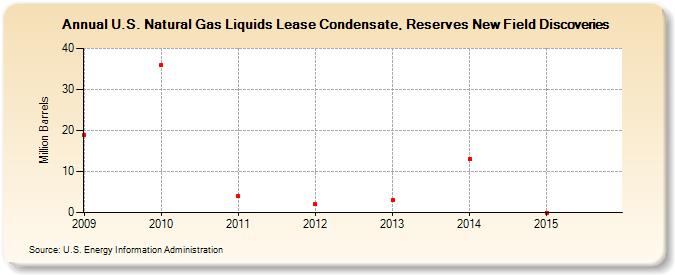 Annual U.S. Natural Gas Liquids Lease Condensate, Reserves New Field Discoveries
Million Barrels
40
30
20
10
0
2009 2010 2011 2012 2013 2014 2015
Source: U.S. Energy Information Administration